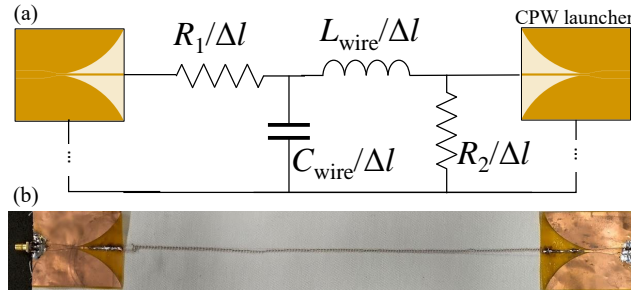 (a)
CPW launcher
R1/Δl
Lwire/Δl
Cwire/Δl
R2/Δl
...
...
(b)